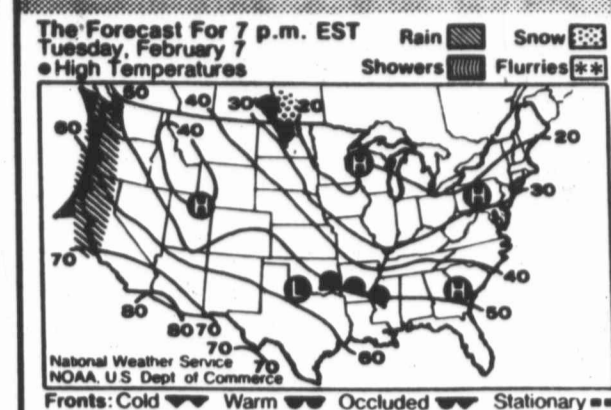 The Forecast For 7 p.m. EST
Tuesday, February 7
● High Temperatures
Rain Snow
Showers Flurries
50 40 30 20
60 40 20
H H H
30
70 40
L H
80 50
80 70 60
70
70
National Weather Service
NOAA, U.S. Dept of Commerce
Fronts: Cold Warm Occluded Stationary